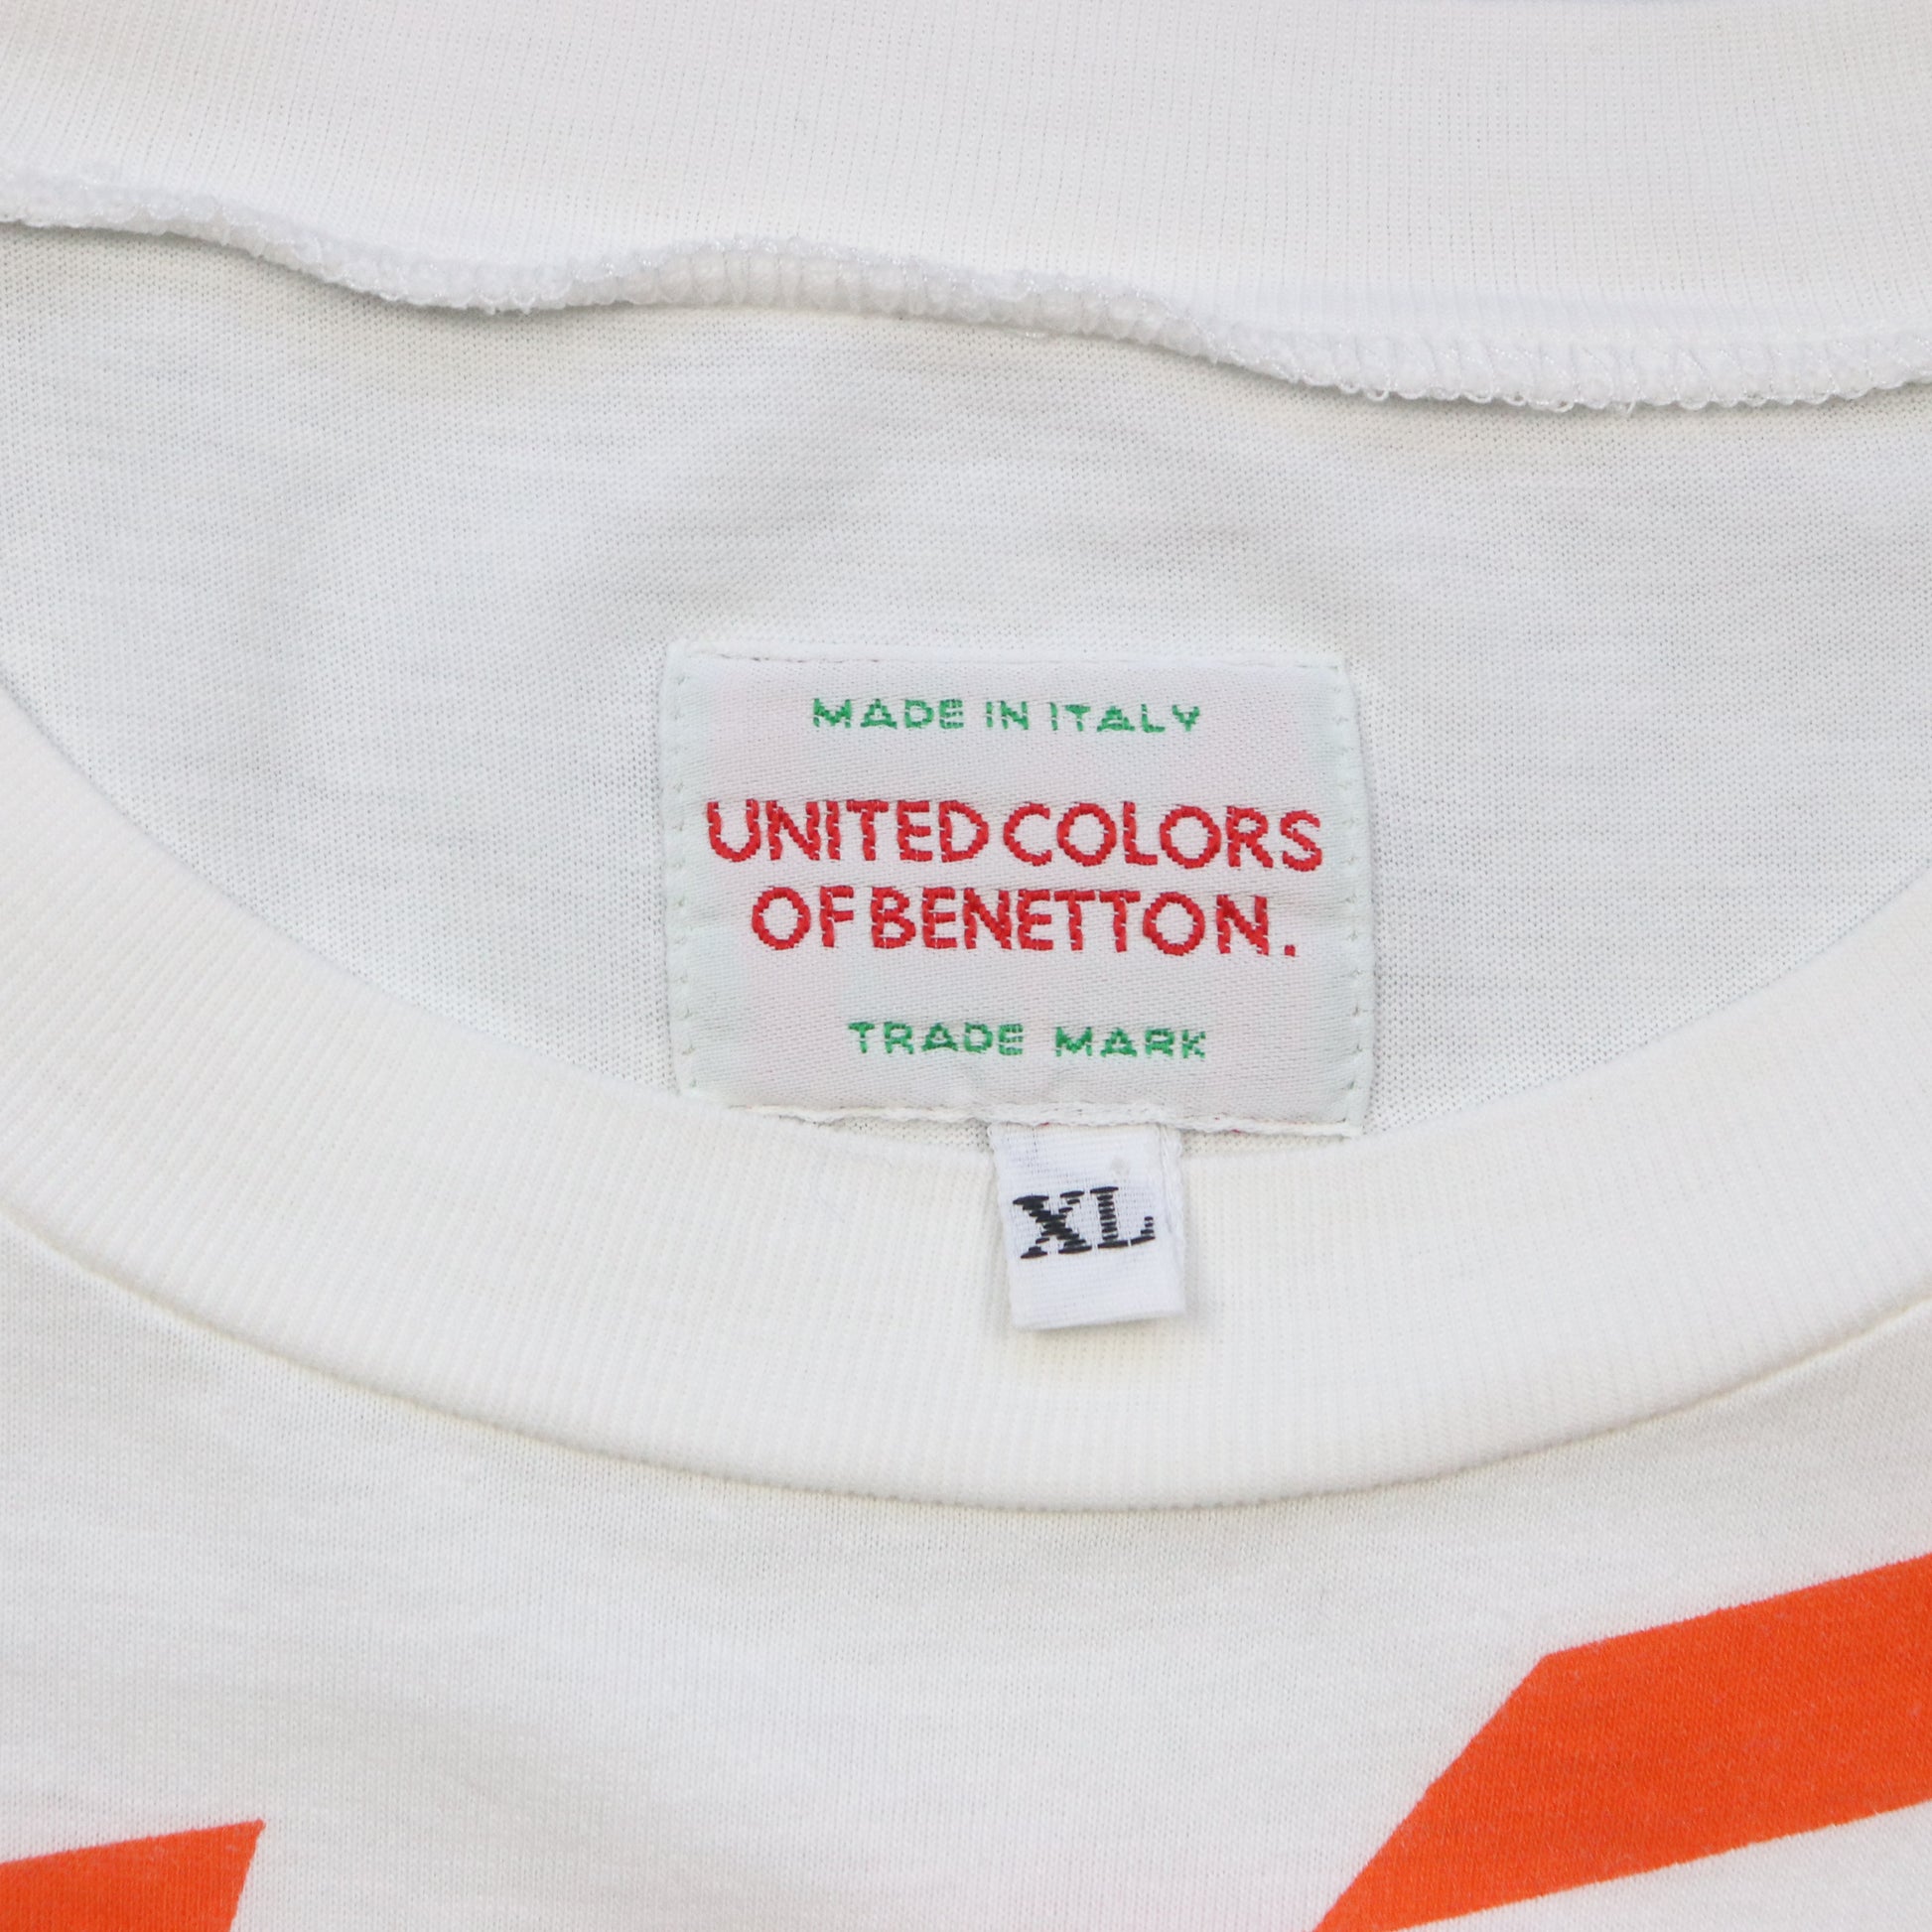 MADE IN ITALY
UNITED COLORS
OF BENETTON.
TRADE MARK
XL